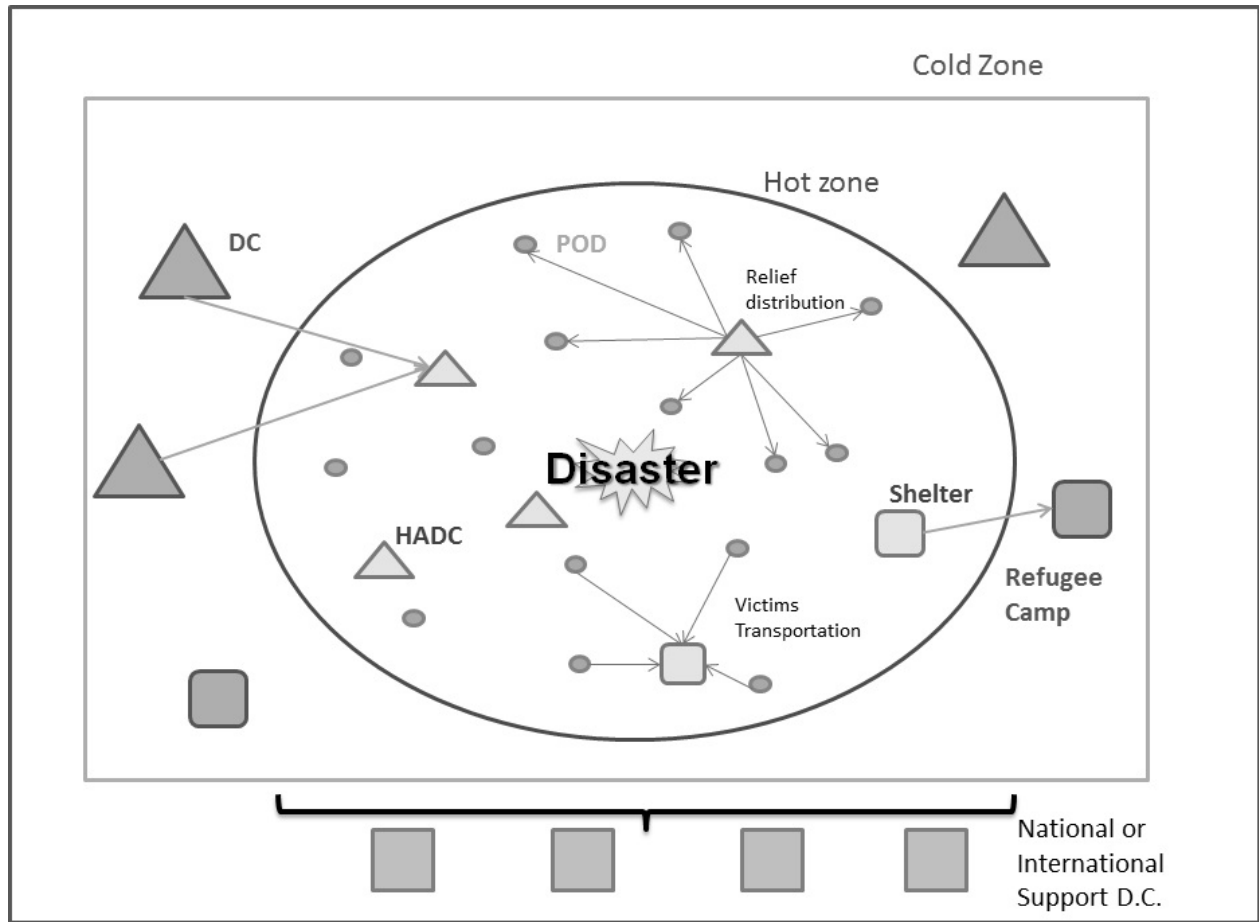 Cold Zone
Hot zone
DC
POD
Relief
distribution
Disaster
Shelter
HADC
Refugee
Camp
Victims
Transportation
National or
International
Support D.C.